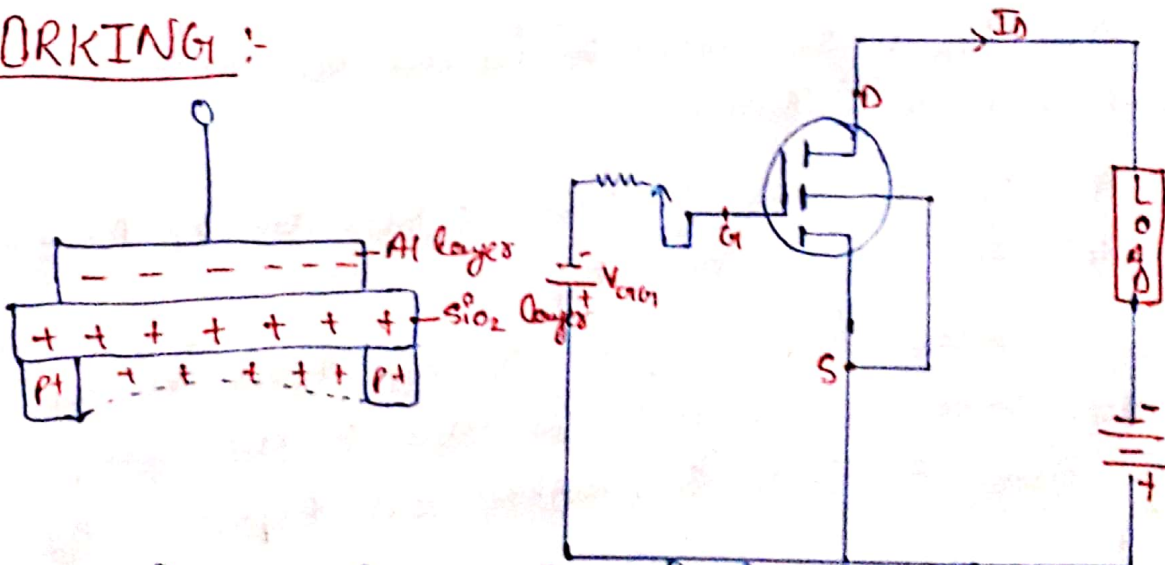 ORKING :-
ID
D
Al layer
- - - - - -
SiO2 layer
+ + + + + + +
P+ + + + + + P+
G
- VGG +
S
LOAD
-
+